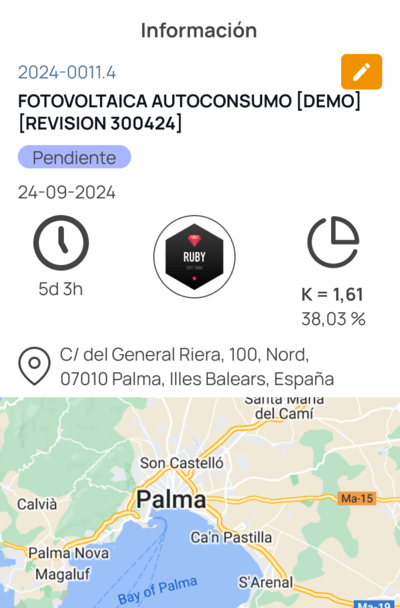 Información
2024-0011.4
FOTOVOLTAICA AUTOCONSUMO [DEMO]
[REVISION 300424]
Pendiente
24-09-2024
5d 3h
RUBY
EST 1995
K = 1,61
38,03 %
C/ del General Riera, 100, Nord,
07010 Palma, Illes Balears, España
Santa Maria
del Camí
Son Castelló
Palma
Ma-15
Calvià
Ca'n Pastilla
Palma Nova
Magaluf
Bay of Palma
S'Arenal
Ma-19